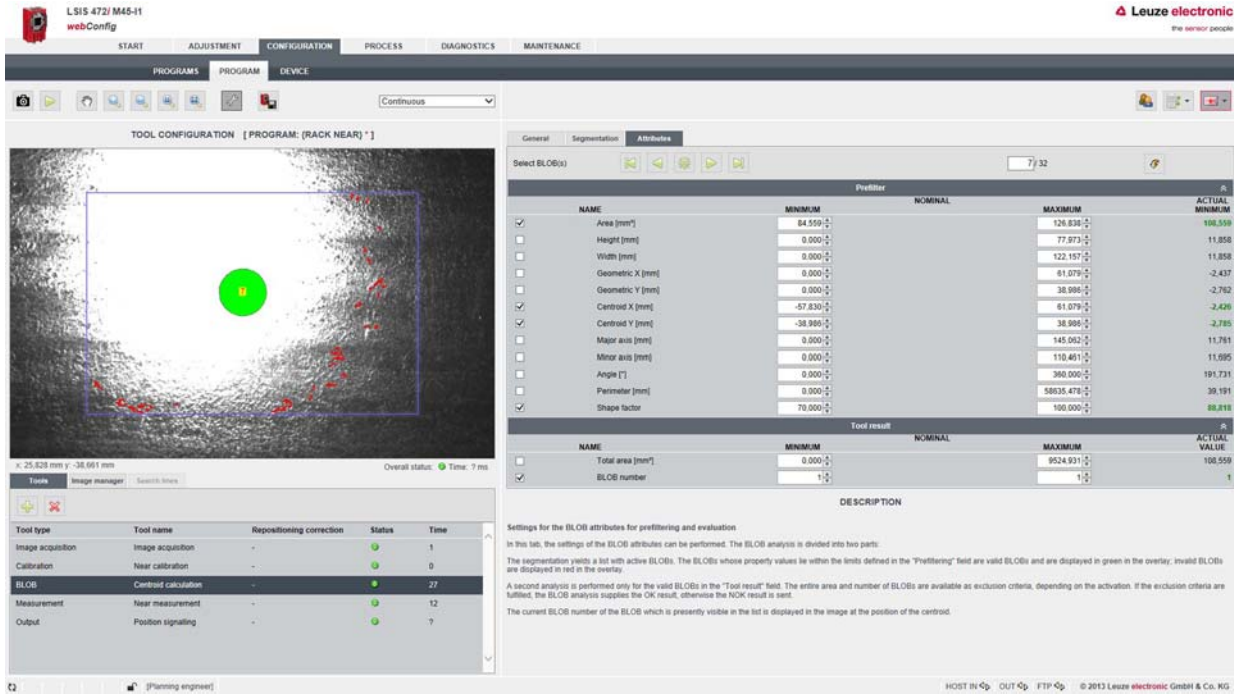 LSIS 472i M45-I1
webConfig
Leuze electronic
the sensor people
START ADJUSTMENT CONFIGURATION PROCESS DIAGNOSTICS MAINTENANCE
PROGRAMS PROGRAM DEVICE
Continuous
TOOL CONFIGURATION [ PROGRAM: {RACK NEAR} * ]
7
x: 25,828 mm y: -38,661 mm
Overall status: Time: ? ms
Tools Image manager Search lines
Tool type Tool name Repositioning correction Status Time
Image acquisition Image acquisition - 1
Calibration Near calibration - 0
BLOB Centroid calculation - 27
Measurement Near measurement - 12
Output Position signalling - ?
General Segmentation Attributes
Select BLOB(s) 7 / 32
Prefilter
NAME MINIMUM NOMINAL MAXIMUM ACTUAL MINIMUM
Area [mm²] 84,559 126,838 108,559
Height [mm] 0,000 77,973 11,858
Width [mm] 0,000 122,157 11,858
Geometric X [mm] 0,000 61,079 -2,437
Geometric Y [mm] 0,000 38,986 -2,762
Centroid X [mm] -57,830 61,079 -2,426
Centroid Y [mm] -38,986 38,986 -2,785
Major axis [mm] 0,000 145,062 11,761
Minor axis [mm] 0,000 110,461 11,695
Angle [°] 0,000 360,000 191,731
Perimeter [mm] 0,000 58635,478 39,191
Shape factor 70,000 100,000 88,818
Tool result
NAME MINIMUM NOMINAL MAXIMUM ACTUAL VALUE
Total area [mm²] 0,000 9524,931 108,559
BLOB number 1 1 1
DESCRIPTION
Settings for the BLOB attributes for prefiltering and evaluation
In this tab, the settings of the BLOB attributes can be performed. The BLOB analysis is divided into two parts:
The segmentation yields a list with active BLOBs. The BLOBs whose property values lie within the limits defined in the "Prefiltering" field are valid BLOBs and are displayed in green in the overlay; invalid BLOBs
are displayed in red in the overlay.
A second analysis is performed only for the valid BLOBs in the "Tool result" field. The entire area and number of BLOBs are available as exclusion criteria, depending on the activation. If the exclusion criteria are
fulfilled, the BLOB analysis supplies the OK result, otherwise the NOK result is sent.
The current BLOB number of the BLOB which is presently visible in the list is displayed in the image at the position of the centroid.
[Planning engineer]
HOST IN OUT FTP © 2013 Leuze electronic GmbH & Co. KG